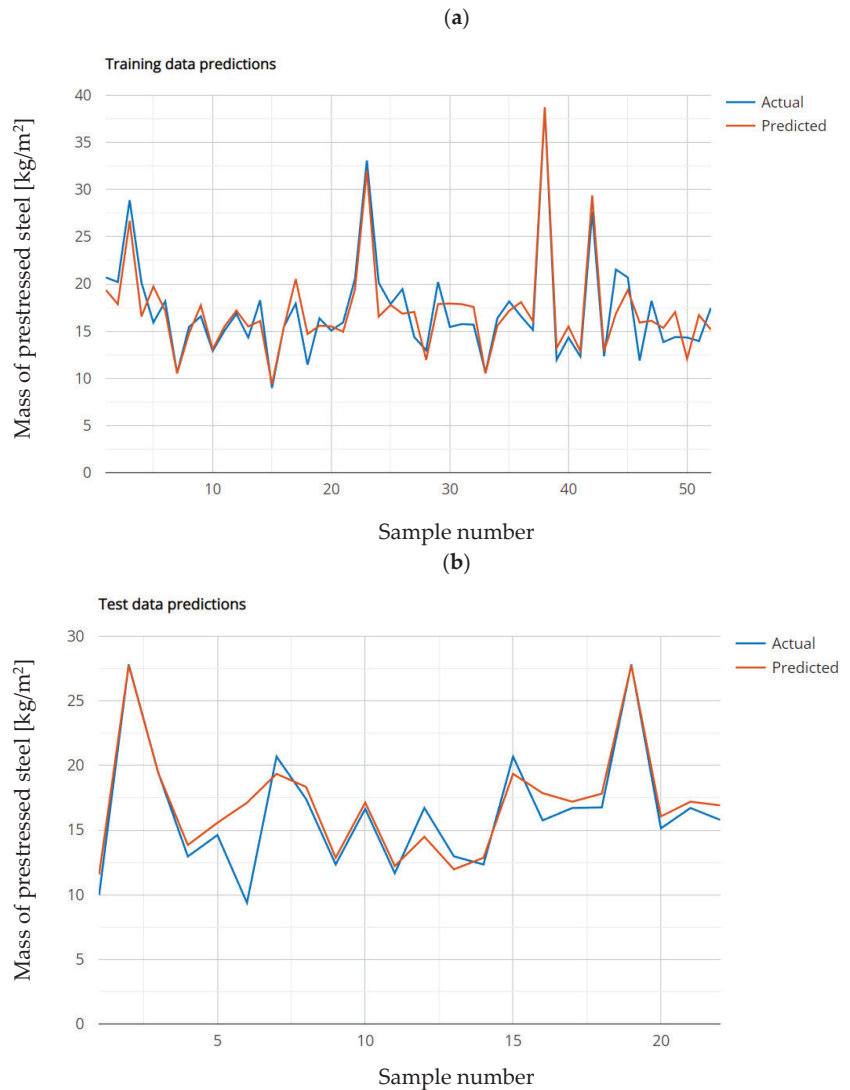 (a)
Training data predictions
Mass of prestressed steel [kg/m²]
40
35
30
25
20
15
10
5
0
10 20 30 40 50
Actual
Predicted
Sample number
(b)
Test data predictions
Mass of prestressed steel [kg/m²]
30
25
20
15
10
5
0
5 10 15 20
Actual
Predicted
Sample number